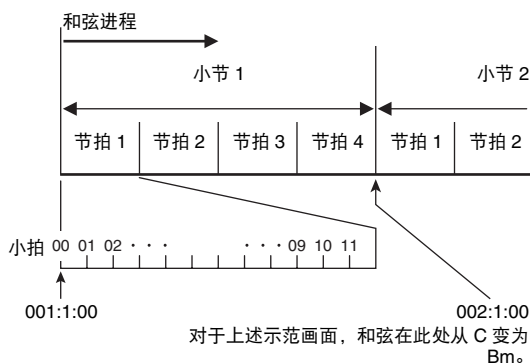 和弦进程
小节 1
小节 2
节拍 1
节拍 2
节拍 3
节拍 4
节拍 1
节拍 2
小拍 00 01 02 · · · · · · 09 10 11
001:1:00
002:1:00
对于上述示范画面，和弦在此处从 C 变为
Bm。